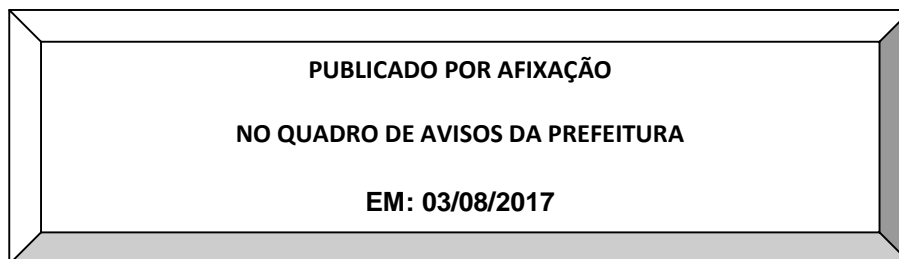 PUBLICADO POR AFIXAÇÃO
NO QUADRO DE AVISOS DA PREFEITURA
EM: 03/08/2017